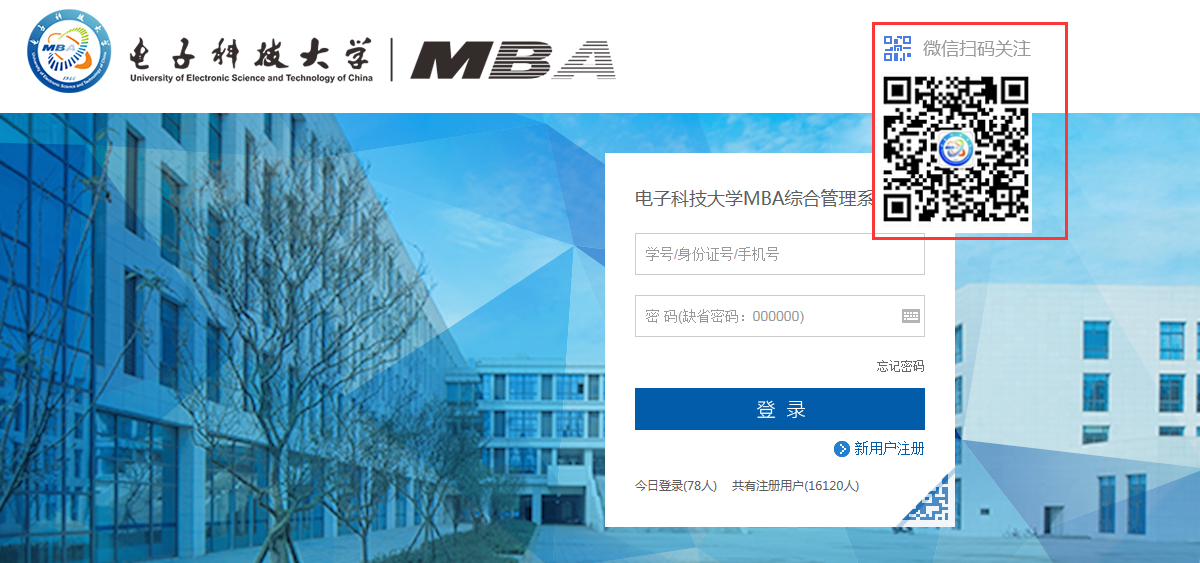 电子科技大学
University of Electronic Science and Technology of China
MBA
MBA
1956
微信扫码关注
电子科技大学MBA综合管理系
学号/身份证号/手机号
密 码(缺省密码：000000)
忘记密码
登 录
新用户注册
今日登录(78人) 共有注册用户(16120人)